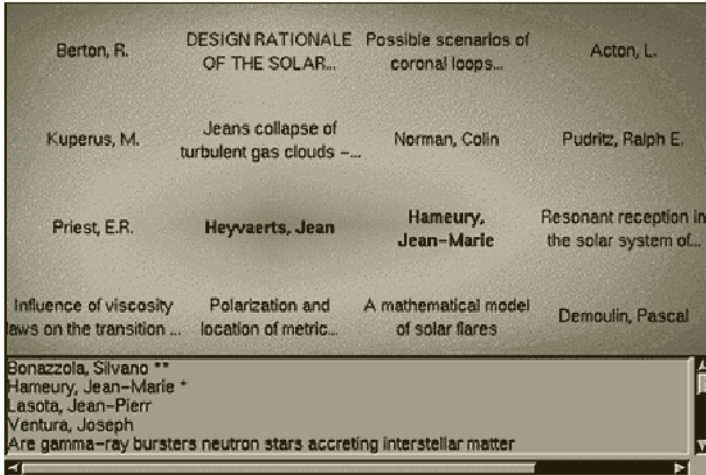 Berton, R.
DESIGN RATIONALE
OF THE SOLAR...
Possible scenarios of
coronal loops...
Acton, L.
Kuperus, M.
Jeans collapse of
turbulent gas clouds -...
Norman, Colin
Pudritz, Ralph E.
Priest, E.R.
Heyvaerts, Jean
Hameury,
Jean-Marie
Resonant reception in
the solar system of...
Influence of viscosity
laws on the transition ...
Polarization and
location of metric...
A mathematical model
of solar flares
Demoulin, Pascal
Bonazzola, Silvano **
Hameury, Jean-Marie *
Lasota, Jean-Pierr
Ventura, Joseph
Are gamma-ray bursters neutron stars accreting interstellar matter